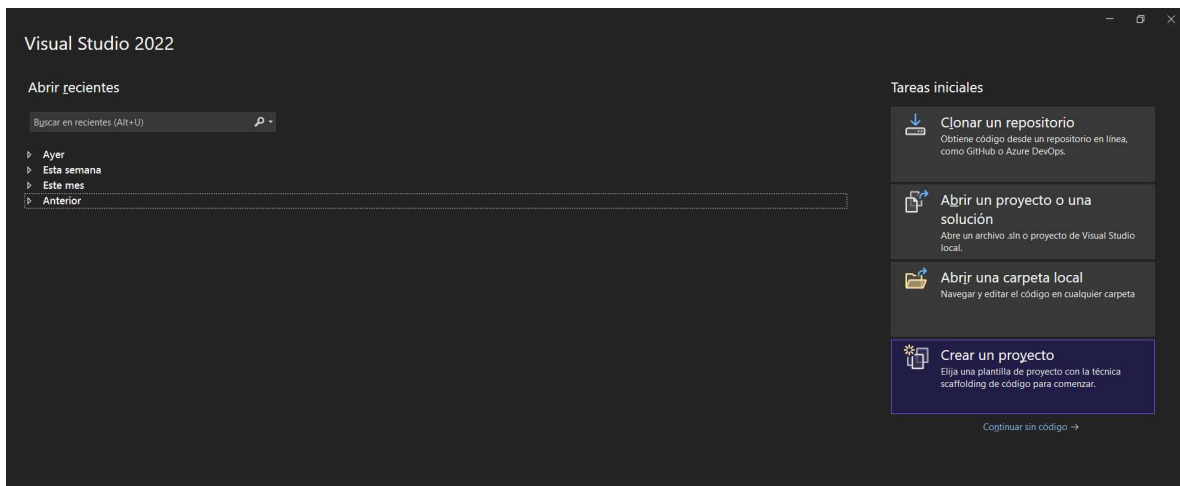 Visual Studio 2022
Abrir recientes
Buscar en recientes (Alt+U)
Ayer
Esta semana
Este mes
Anterior
Tareas iniciales
Clonar un repositorio
Obtiene código desde un repositorio en línea,
como GitHub o Azure DevOps.
Abrir un proyecto o una
solución
Abre un archivo .sln o proyecto de Visual Studio
local.
Abrir una carpeta local
Navegar y editar el código en cualquier carpeta
Crear un proyecto
Elija una plantilla de proyecto con la técnica
scaffolding de código para comenzar.
Continuar sin código →